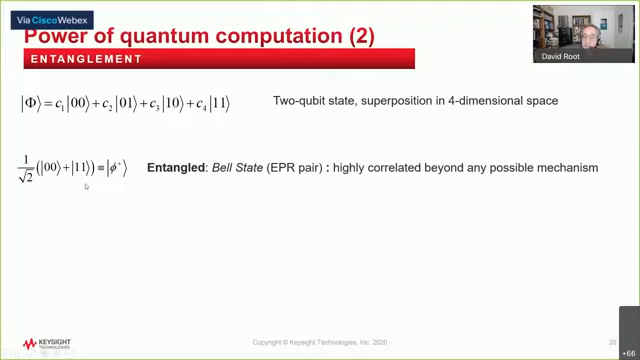 Via Cisco Webex
Power of quantum computation (2)
ENTANGLEMENT
David Root
|Φ⟩ = c₁|00⟩ + c₂|01⟩ + c₃|10⟩ + c₄|11⟩ Two-qubit state, superposition in 4-dimensional space
1/√2 (|00⟩ + |11⟩) ≡ |ϕ⁺⟩ Entangled: Bell State (EPR pair) : highly correlated beyond any possible mechanism
KEYSIGHT
TECHNOLOGIES
Copyright © Keysight Technologies, Inc. 2020
20
+66